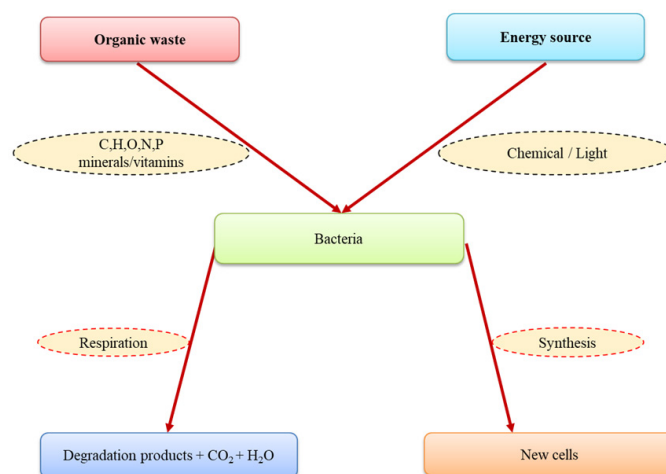 Organic waste
Energy source
C,H,O,N,P
minerals/vitamins
Chemical / Light
Bacteria
Respiration
Synthesis
Degradation products + CO₂ + H₂O
New cells